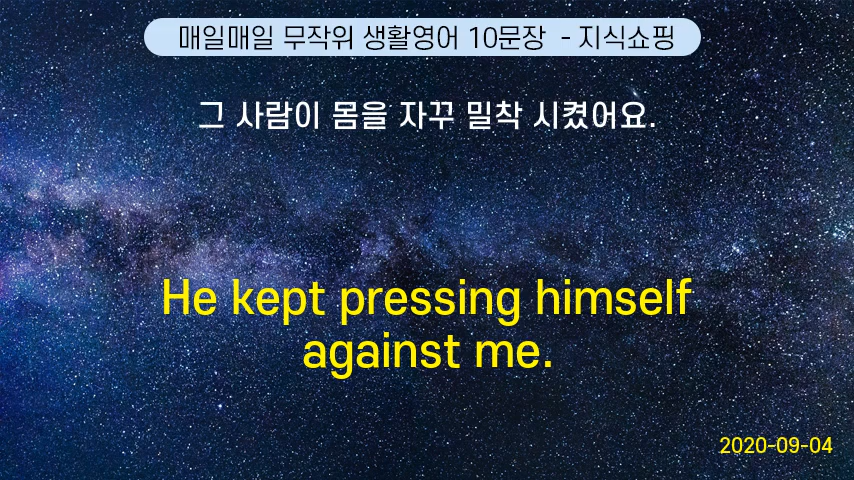 매일매일 무작위 생활영어 10문장 - 지식쇼핑
그 사람이 몸을 자꾸 밀착 시켰어요.
He kept pressing himself
against me.
2020-09-04